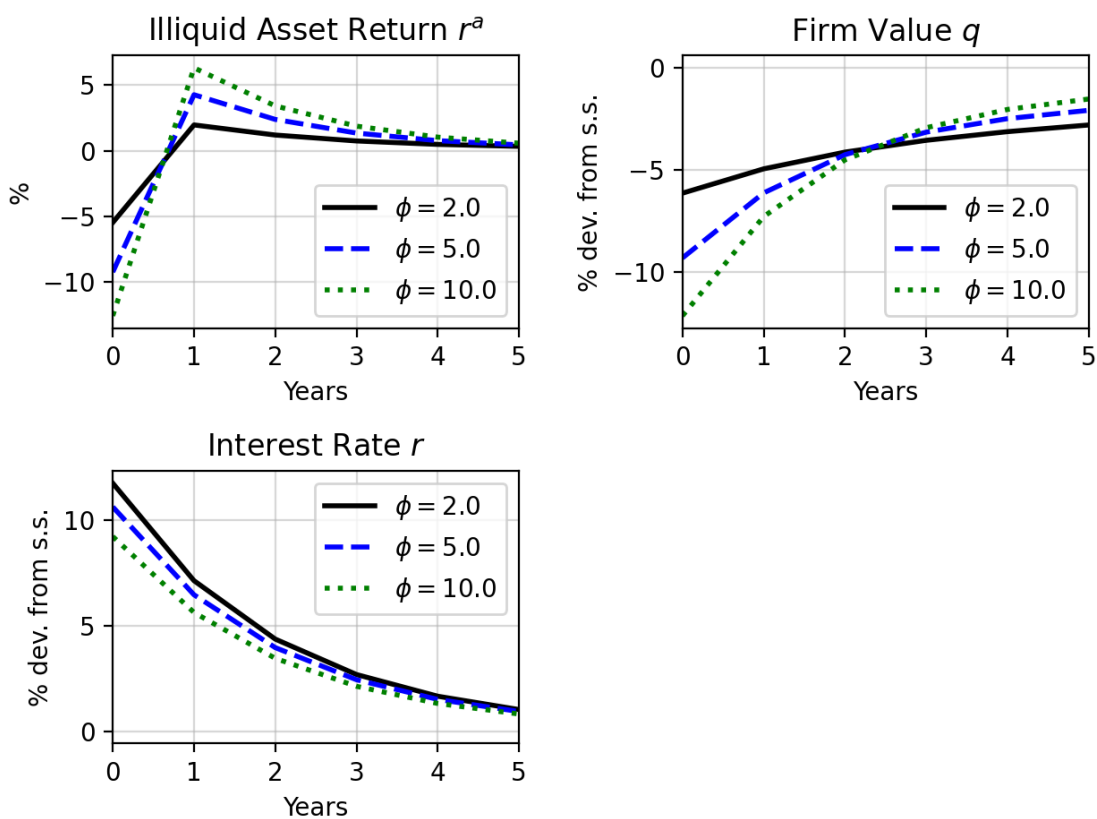 Illiquid Asset Return rᵃ
%
5
0
−5
−10
ϕ = 2.0
ϕ = 5.0
ϕ = 10.0
0 1 2 3 4 5
Years
Firm Value q
% dev. from s.s.
0
−5
−10
ϕ = 2.0
ϕ = 5.0
ϕ = 10.0
0 1 2 3 4 5
Years
Interest Rate r
% dev. from s.s.
10
5
0
ϕ = 2.0
ϕ = 5.0
ϕ = 10.0
0 1 2 3 4 5
Years